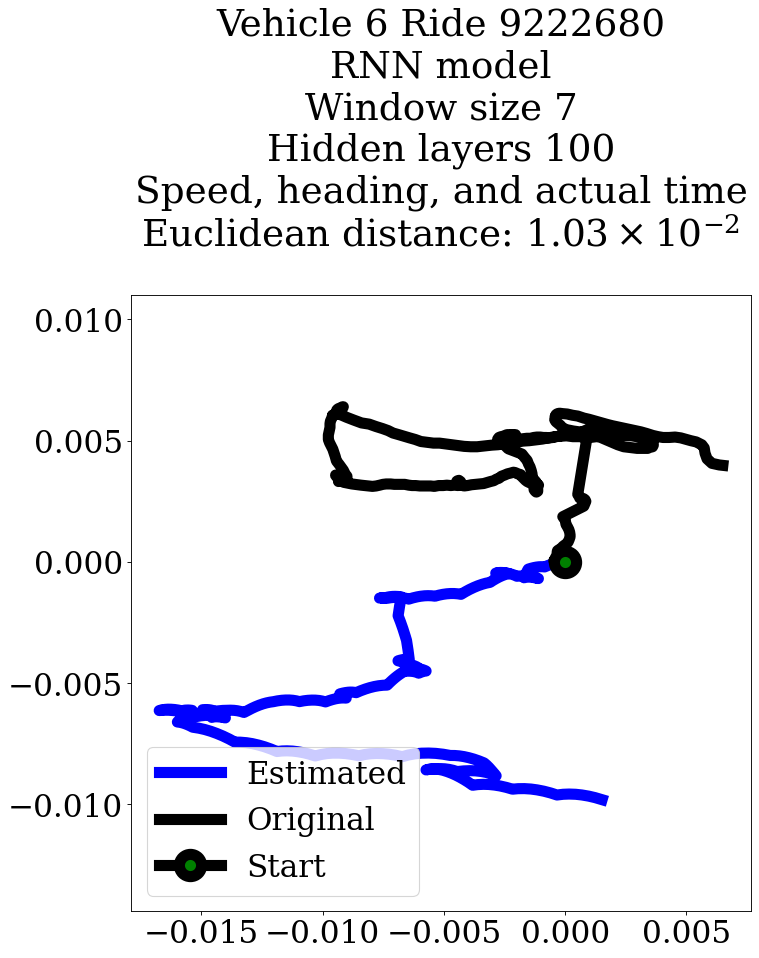 Vehicle 6 Ride 9222680
RNN model
Window size 7
Hidden layers 100
Speed, heading, and actual time
Euclidean distance: 1.03 × 10⁻²
0.010
0.005
0.000
−0.005
−0.010
Estimated
Original
Start
−0.015 −0.010 −0.005 0.000 0.005